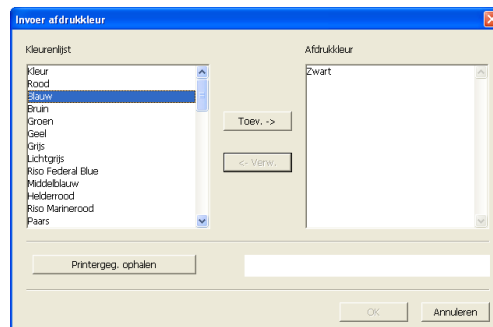 Invoer afdrukkleur
Kleurenlijst
Afdrukkleur
Kleur
Rood
Blauw
Bruin
Groen
Geel
Grijs
Lichtgrijs
Riso Federal Blue
Middelblauw
Helderrood
Riso Marinerood
Paars
Toev. ->
<- Verw.
Zwart
Printergeg. ophalen
OK
Annuleren